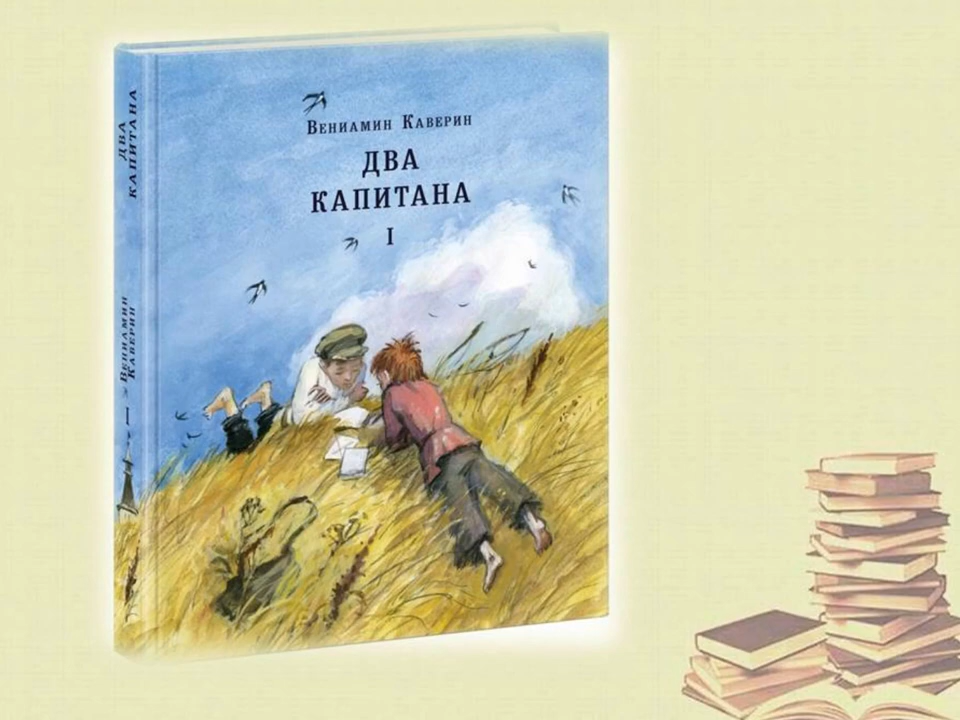 Вениамин Каверин
ДВА
КАПИТАНА
I
ДВА
КАПИТАНА
Вениамин
Каверин
I